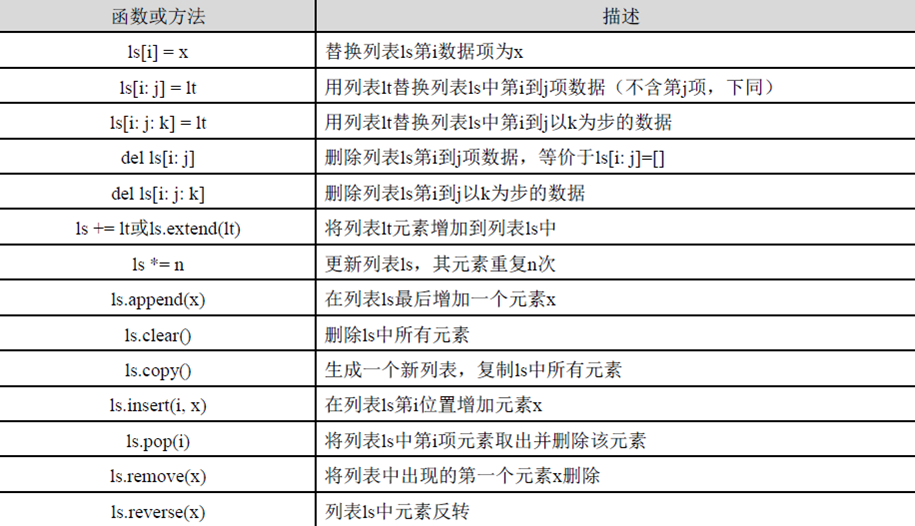 函数或方法 描述
ls[i] = x 替换列表ls第i数据项为x
ls[i: j] = lt 用列表lt替换列表ls中第i到j项数据（不含第j项，下同）
ls[i: j: k] = lt 用列表lt替换列表ls中第i到j以k为步的数据
del ls[i: j] 删除列表ls第i到j项数据，等价于ls[i: j]=[]
del ls[i: j: k] 删除列表ls第i到j以k为步的数据
ls += lt或ls.extend(lt) 将列表lt元素增加到列表ls中
ls *= n 更新列表ls，其元素重复n次
ls.append(x) 在列表ls最后增加一个元素x
ls.clear() 删除ls中所有元素
ls.copy() 生成一个新列表，复制ls中所有元素
ls.insert(i, x) 在列表ls第i位置增加元素x
ls.pop(i) 将列表ls中第i项元素取出并删除该元素
ls.remove(x) 将列表中出现的第一个元素x删除
ls.reverse(x) 列表ls中元素反转